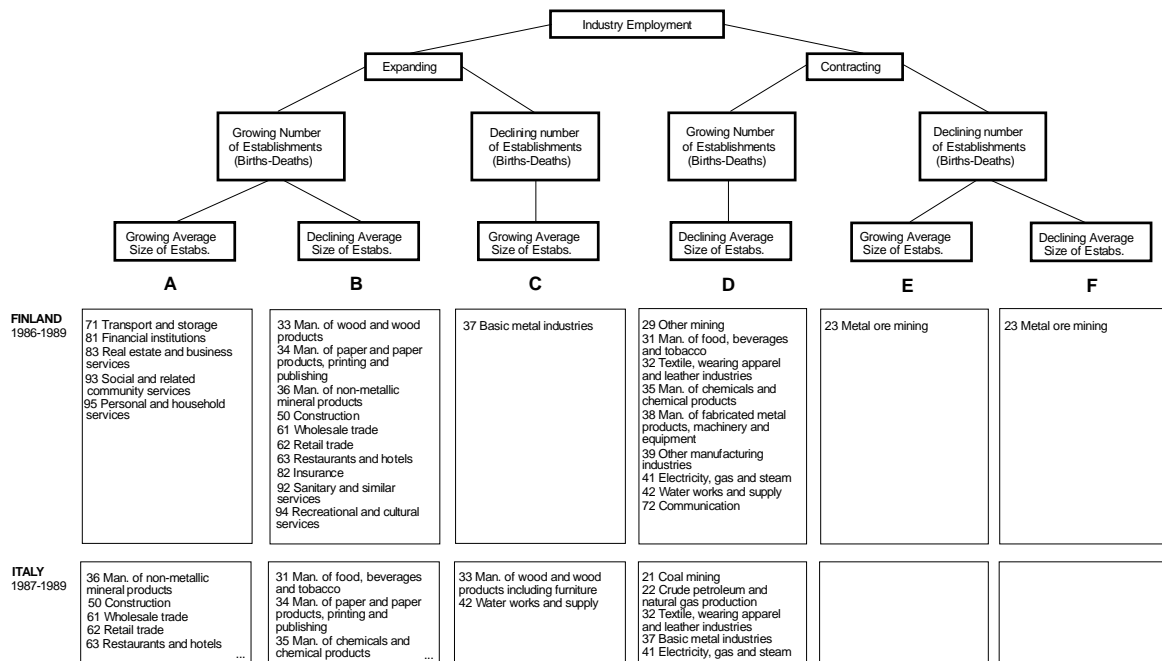 Industry Employment
Expanding
Contracting
Growing Number
of Establishments
(Births-Deaths)
Declining number
of Establishments
(Births-Deaths)
Growing Number
of Establishments
(Births-Deaths)
Declining number
of Establishments
(Births-Deaths)
Growing Average
Size of Estabs.
Declining Average
Size of Estabs.
Growing Average
Size of Estabs.
Declining Average
Size of Estabs.
Growing Average
Size of Estabs.
Declining Average
Size of Estabs.
A
B
C
D
E
F
FINLAND
1986-1989
71 Transport and storage
81 Financial institutions
83 Real estate and business
services
93 Social and related
community services
95 Personal and household
services
33 Man. of wood and wood
products
34 Man. of paper and paper
products, printing and
publishing
36 Man. of non-metallic
mineral products
50 Construction
61 Wholesale trade
62 Retail trade
63 Restaurants and hotels
82 Insurance
92 Sanitary and similar
services
94 Recreational and cultural
services
37 Basic metal industries
29 Other mining
31 Man. of food, beverages
and tobacco
32 Textile, wearing apparel
and leather industries
35 Man. of chemicals and
chemical products
38 Man. of fabricated metal
products, machinery and
equipment
39 Other manufacturing
industries
41 Electricity, gas and steam
42 Water works and supply
72 Communication
23 Metal ore mining
23 Metal ore mining
ITALY
1987-1989
36 Man. of non-metallic
mineral products
50 Construction
61 Wholesale trade
62 Retail trade
63 Restaurants and hotels
...
31 Man. of food, beverages
and tobacco
34 Man. of paper and paper
products, printing and
publishing
35 Man. of chemicals and
chemical products
...
33 Man. of wood and wood
products including furniture
42 Water works and supply
21 Coal mining
22 Crude petroleum and
natural gas production
32 Textile, wearing apparel
and leather industries
37 Basic metal industries
41 Electricity, gas and steam